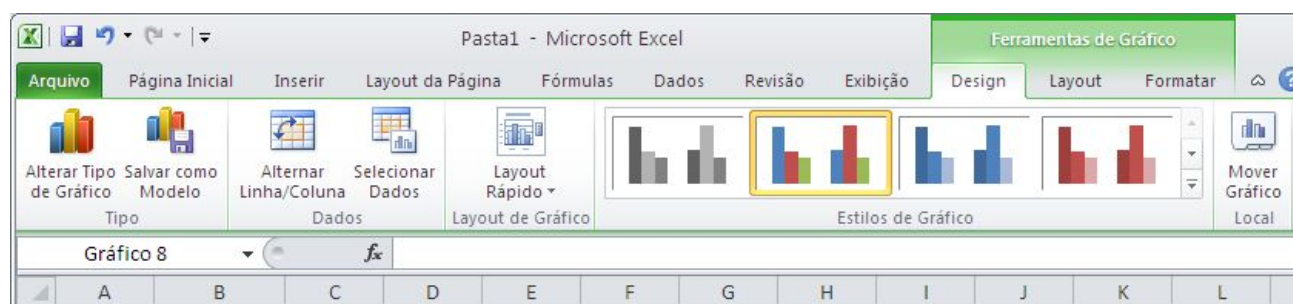 Pasta1 - Microsoft Excel
Ferramentas de Gráfico
Arquivo Página Inicial Inserir Layout da Página Fórmulas Dados Revisão Exibição Design Layout Formatar
Alterar Tipo de Gráfico
Salvar como Modelo
Alternar Linha/Coluna
Selecionar Dados
Layout Rápido
Mover Gráfico
Tipo Dados Layout de Gráfico Estilos de Gráfico Local
Gráfico 8 fx
A B C D E F G H I J K L